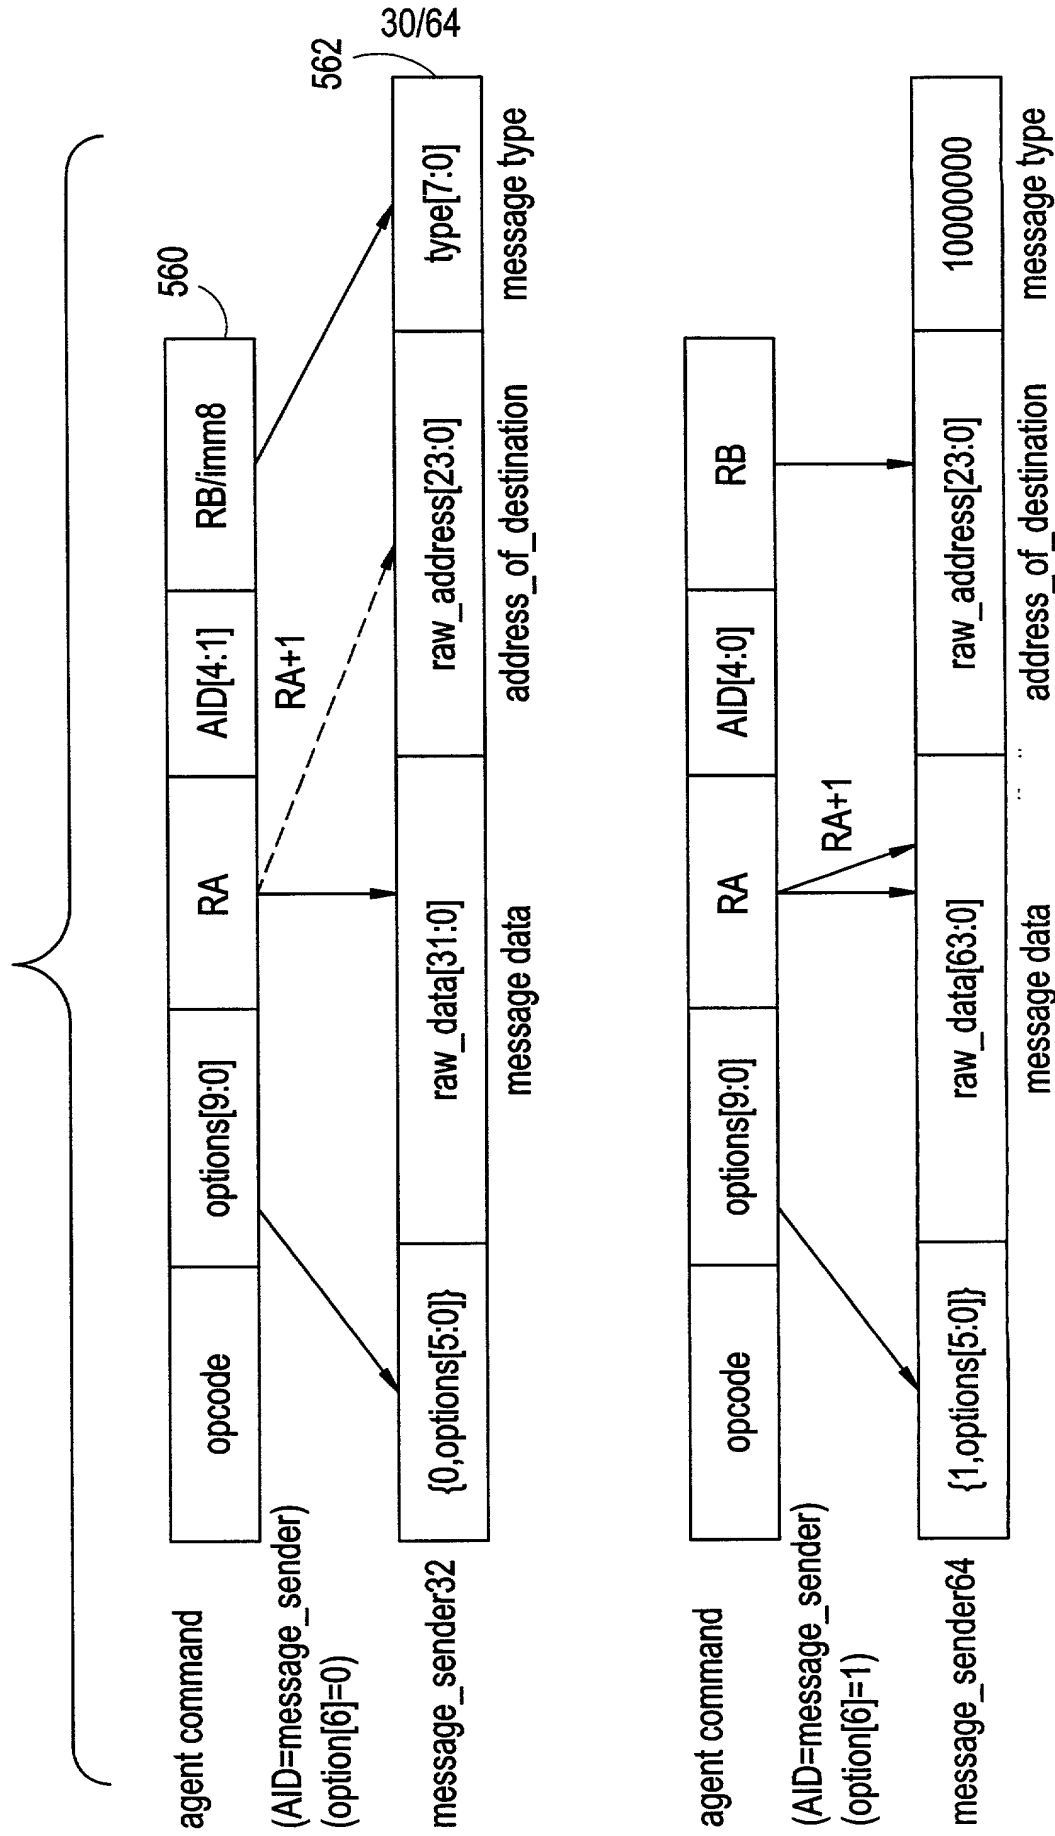 30/64
agent command
opcode
options[9:0]
RA
AID[4:1]
RB/imm8
560
(AID=message_sender)
(option[6]=0)
RA+1
562
message_sender32
{0,options[5:0]}
raw_data[31:0]
raw_address[23:0]
type[7:0]
message data
address_of_destination
message type
agent command
opcode
options[9:0]
RA
AID[4:0]
RB
(AID=message_sender)
(option[6]=1)
RA+1
message_sender64
{1,options[5:0]}
raw_data[63:0]
raw_address[23:0]
10000000
message data
address_of_destination
message type